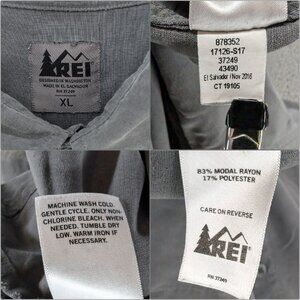 REI
DESIGNED IN WASHINGTON
MADE IN EL SALVADOR
RN 37249
XL
878352
17126-S17
37249
43490
El Salvador / Nov 2016
CT 19105
MACHINE WASH COLD.
GENTLE CYCLE. ONLY NON-
CHLORINE BLEACH. WHEN
NEEDED. TUMBLE DRY
LOW. WARM IRON IF
NECESSARY.
83% MODAL RAYON
17% POLYESTER
CARE ON REVERSE
REI
RN 37249